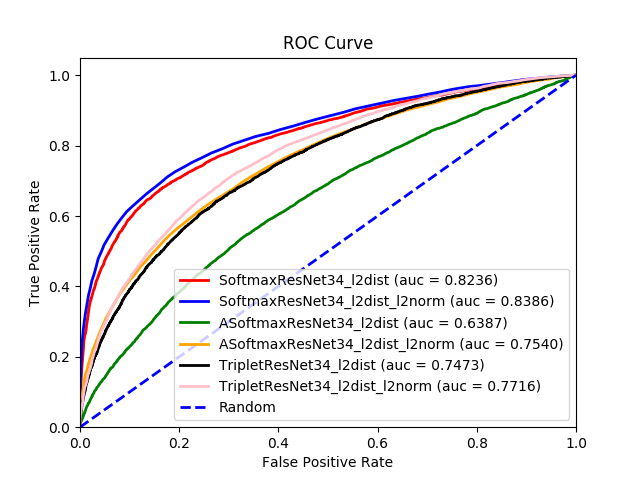 ROC Curve
True Positive Rate
1.0
0.8
0.6
0.4
0.2
0.0
SoftmaxResNet34_l2dist (auc = 0.8236)
SoftmaxResNet34_l2dist_l2norm (auc = 0.8386)
ASoftmaxResNet34_l2dist (auc = 0.6387)
ASoftmaxResNet34_l2dist_l2norm (auc = 0.7540)
TripletResNet34_l2dist (auc = 0.7473)
TripletResNet34_l2dist_l2norm (auc = 0.7716)
Random
0.0 0.2 0.4 0.6 0.8 1.0
False Positive Rate